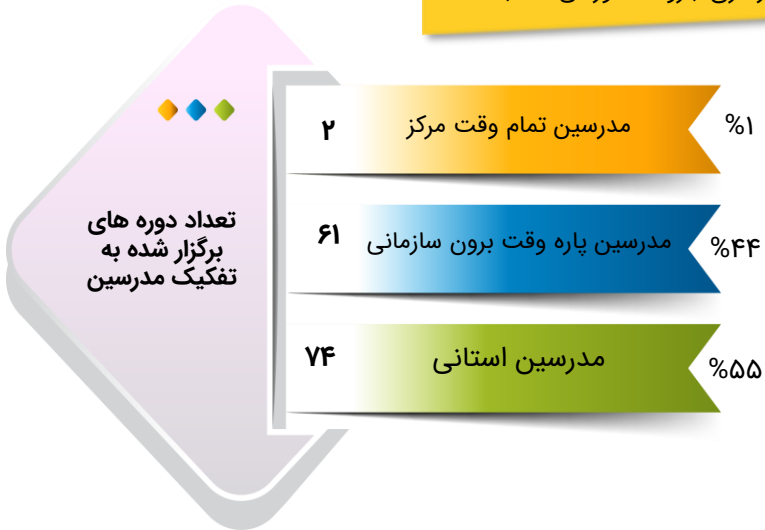 تعداد دوره های
برگزار شده به
تفکیک مدرسین
مدرسین تمام وقت مرکز
۲
%۱
مدرسین پاره وقت برون سازمانی
۶۱
%۴۴
مدرسین استانی
۷۴
%۵۵